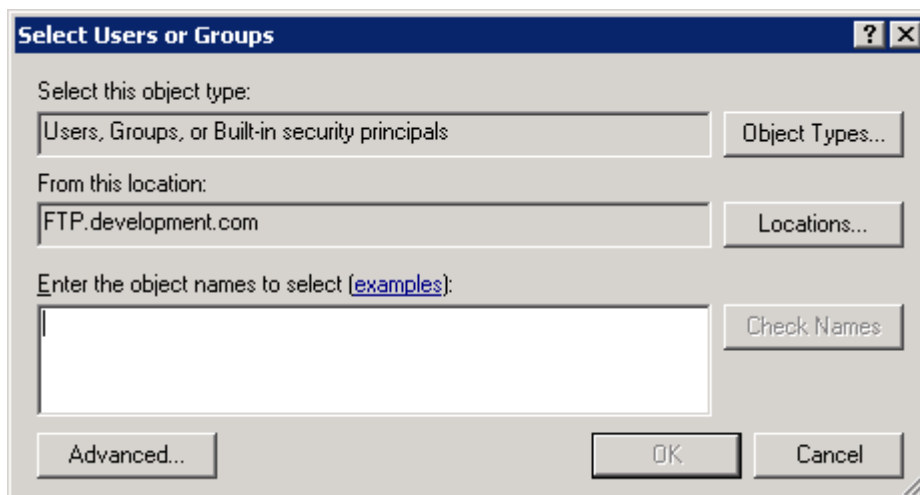 Select Users or Groups
Select this object type:
Users, Groups, or Built-in security principals
Object Types...
From this location:
FTP.development.com
Locations...
Enter the object names to select (examples):
Check Names
Advanced...
OK
Cancel